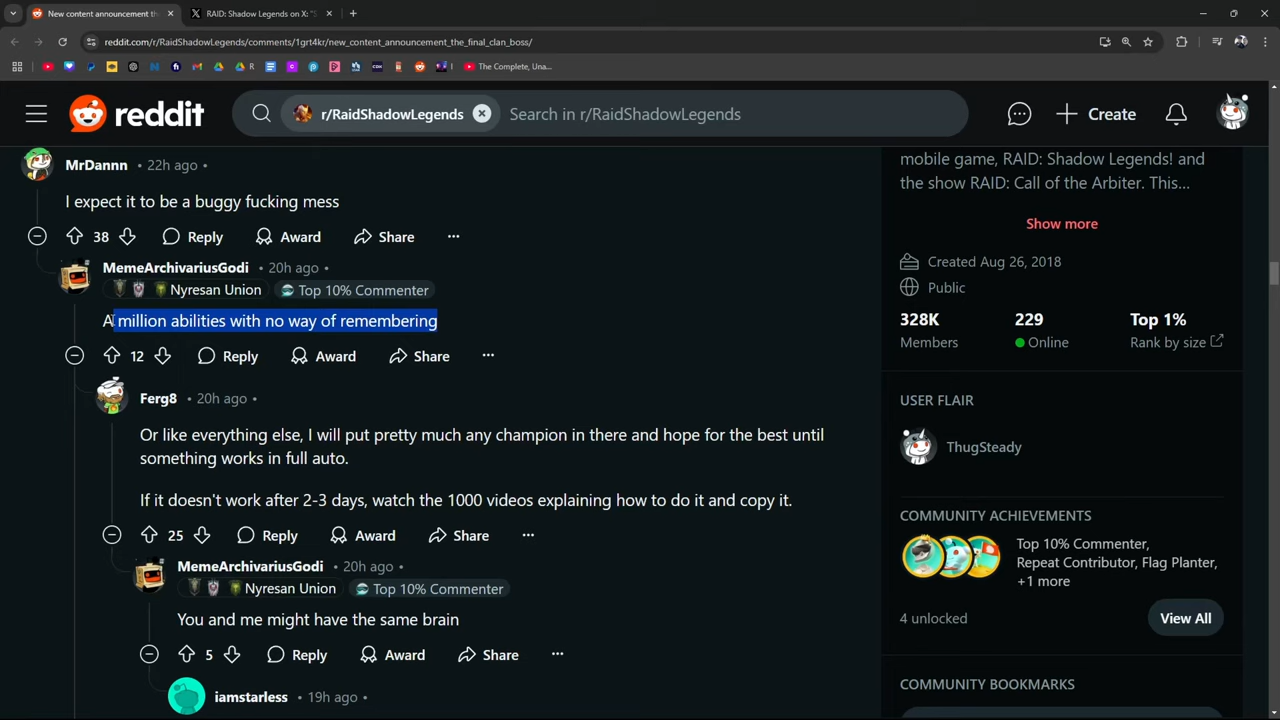 New content announcement th
RAID: Shadow Legends on X: "S
reddit.com/r/RaidShadowLegends/comments/1grt4kr/new_content_announcement_the_final_clan_boss/
The Complete, Una...
reddit
r/RaidShadowLegends
Search in r/RaidShadowLegends
Create
MrDannn
22h ago •
I expect it to be a buggy fucking mess
38
Reply
Award
Share
MemeArchivariusGodi
• 20h ago •
Nyresan Union
Top 10% Commenter
A million abilities with no way of remembering
12
Reply
Award
Share
Ferg8
• 20h ago •
Or like everything else, I will put pretty much any champion in there and hope for the best until
something works in full auto.
If it doesn't work after 2-3 days, watch the 1000 videos explaining how to do it and copy it.
25
Reply
Award
Share
MemeArchivariusGodi
• 20h ago •
Nyresan Union
Top 10% Commenter
You and me might have the same brain
5
Reply
Award
Share
iamstarless
• 19h ago •
mobile game, RAID: Shadow Legends! and
the show RAID: Call of the Arbiter. This...
Show more
Created Aug 26, 2018
Public
328K
229
Top 1%
Members
Online
Rank by size
USER FLAIR
ThugSteady
COMMUNITY ACHIEVEMENTS
Top 10% Commenter,
Repeat Contributor, Flag Planter,
+1 more
4 unlocked
View All
COMMUNITY BOOKMARKS